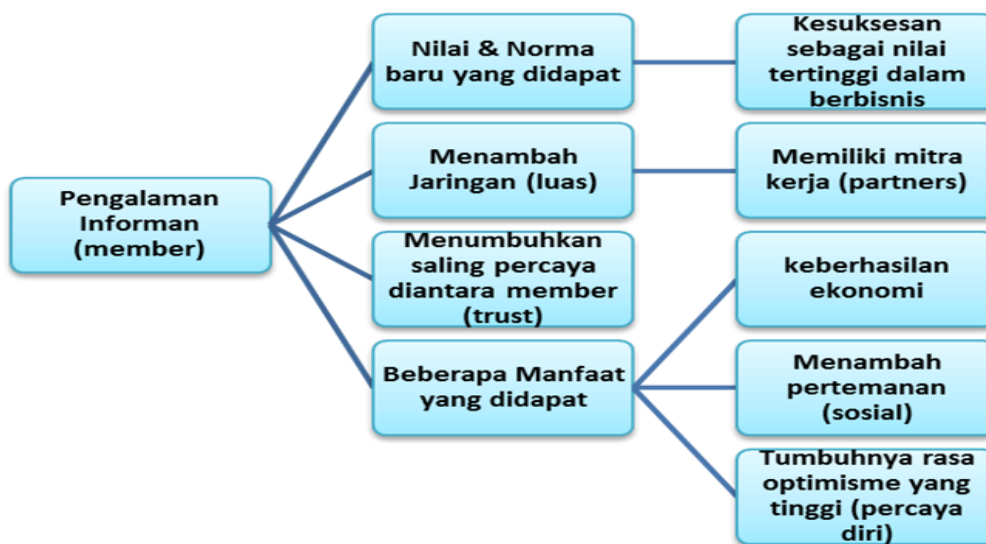 Pengalaman
Informan
(member)
Nilai & Norma
baru yang didapat
Kesuksesan
sebagai nilai
tertinggi dalam
berbisnis
Menambah
Jaringan (luas)
Memiliki mitra
kerja (partners)
Menumbuhkan
saling percaya
diantara member
(trust)
Beberapa Manfaat
yang didapat
keberhasilan
ekonomi
Menambah
pertemanan
(sosial)
Tumbuhnya rasa
optimisme yang
tinggi (percaya
diri)